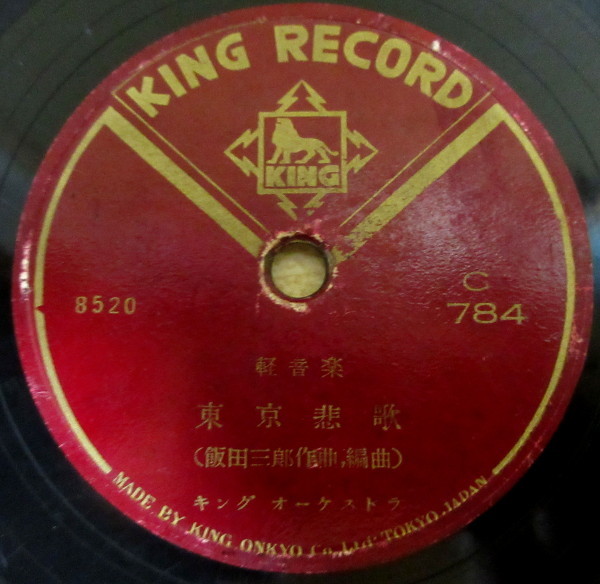 KING RECORD
KING
8520
C
784
軽音楽
東京悲歌
(飯田三郎作曲,編曲)
キング オーケストラ
MADE BY KING ONKYO Co., LTD. TOKYO, JAPAN